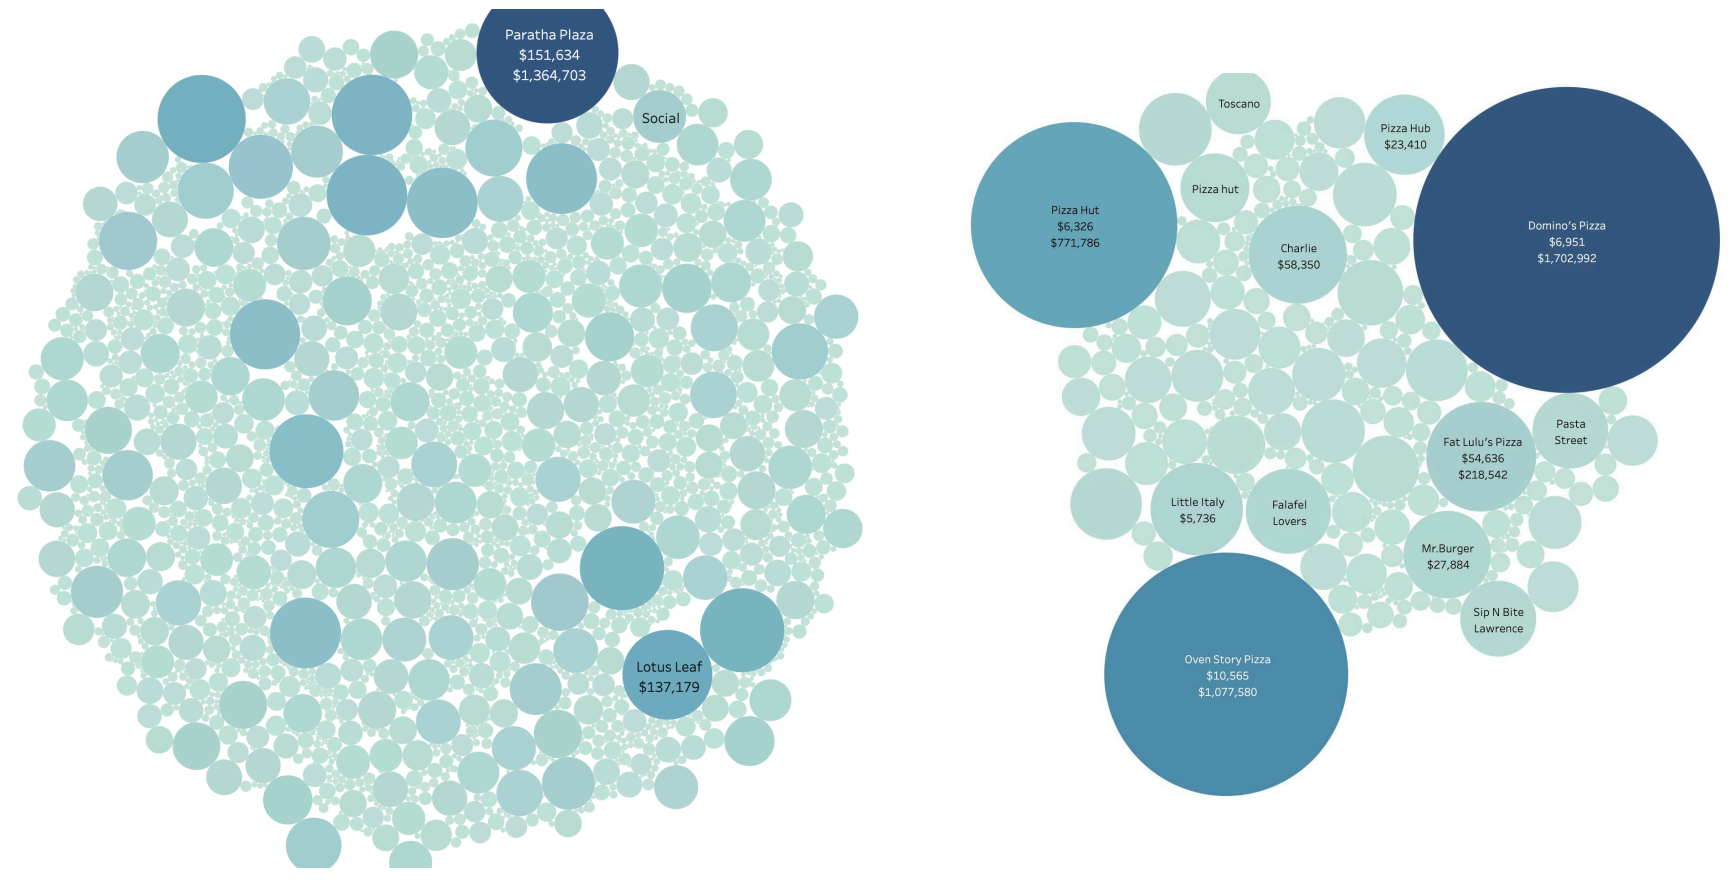 Paratha Plaza
$151,634
$1,364,703
Social
Lotus Leaf
$137,179
Toscano
Pizza Hub
$23,410
Pizza hut
Pizza Hut
$6,326
$771,786
Charlie
$58,350
Domino's Pizza
$6,951
$1,702,992
Pasta
Street
Fat Lulu's Pizza
$54,636
$218,542
Little Italy
$5,736
Falafel
Lovers
Mr.Burger
$27,884
Sip N Bite
Lawrence
Oven Story Pizza
$10,565
$1,077,580